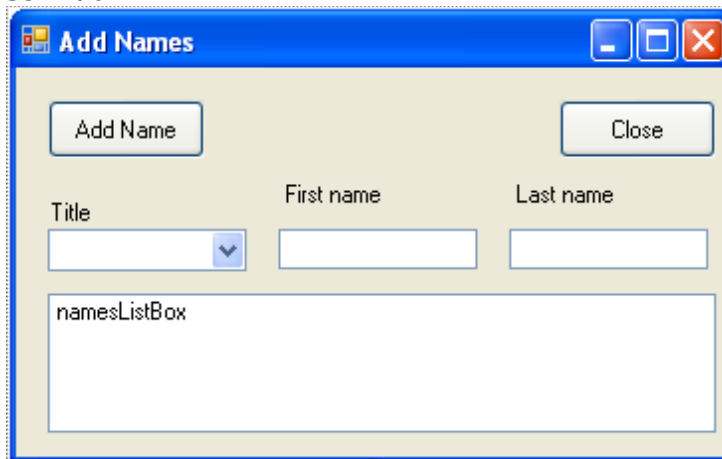 Add Names
Add Name
Close
First name
Last name
Title
namesListBox